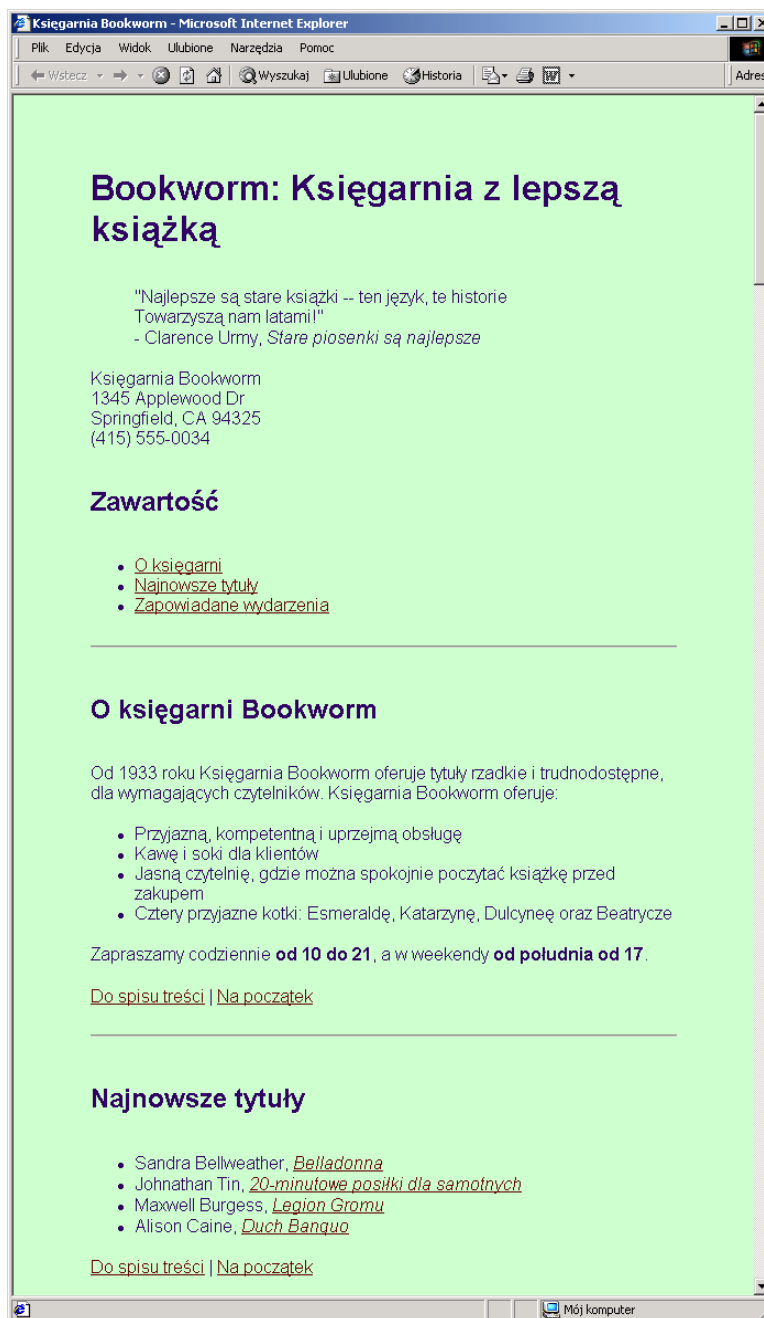 Księgarnia Bookworm - Microsoft Internet Explorer
Plik Edycja Widok Ulubione Narzędzia Pomoc
Wstecz Wyszukaj Ulubione Historia Adres
Bookworm: Księgarnia z lepszą
książką
"Najlepsze są stare książki -- ten język, te historie
Towarzyszą nam latami!"
- Clarence Urmy, Stare piosenki są najlepsze
Księgarnia Bookworm
1345 Applewood Dr
Springfield, CA 94325
(415) 555-0034
Zawartość
• O księgarni
• Najnowsze tytuły
• Zapowiadane wydarzenia
O księgarni Bookworm
Od 1933 roku Księgarnia Bookworm oferuje tytuły rzadkie i trudnodostępne,
dla wymagających czytelników. Księgarnia Bookworm oferuje:
• Przyjazną, kompetentną i uprzejmą obsługę
• Kawę i soki dla klientów
• Jasną czytelnię, gdzie można spokojnie poczytać książkę przed
zakupem
• Cztery przyjazne kotki: Esmeraldę, Katarzynę, Dulcyneę oraz Beatrycze
Zapraszamy codziennie od 10 do 21, a w weekendy od południa od 17.
Do spisu treści | Na początek
Najnowsze tytuły
• Sandra Bellweather, Belladonna
• Johnathan Tin, 20-minutowe posiłki dla samotnych
• Maxwell Burgess, Legion Gromu
• Alison Caine, Duch Banquo
Do spisu treści | Na początek
Mój komputer